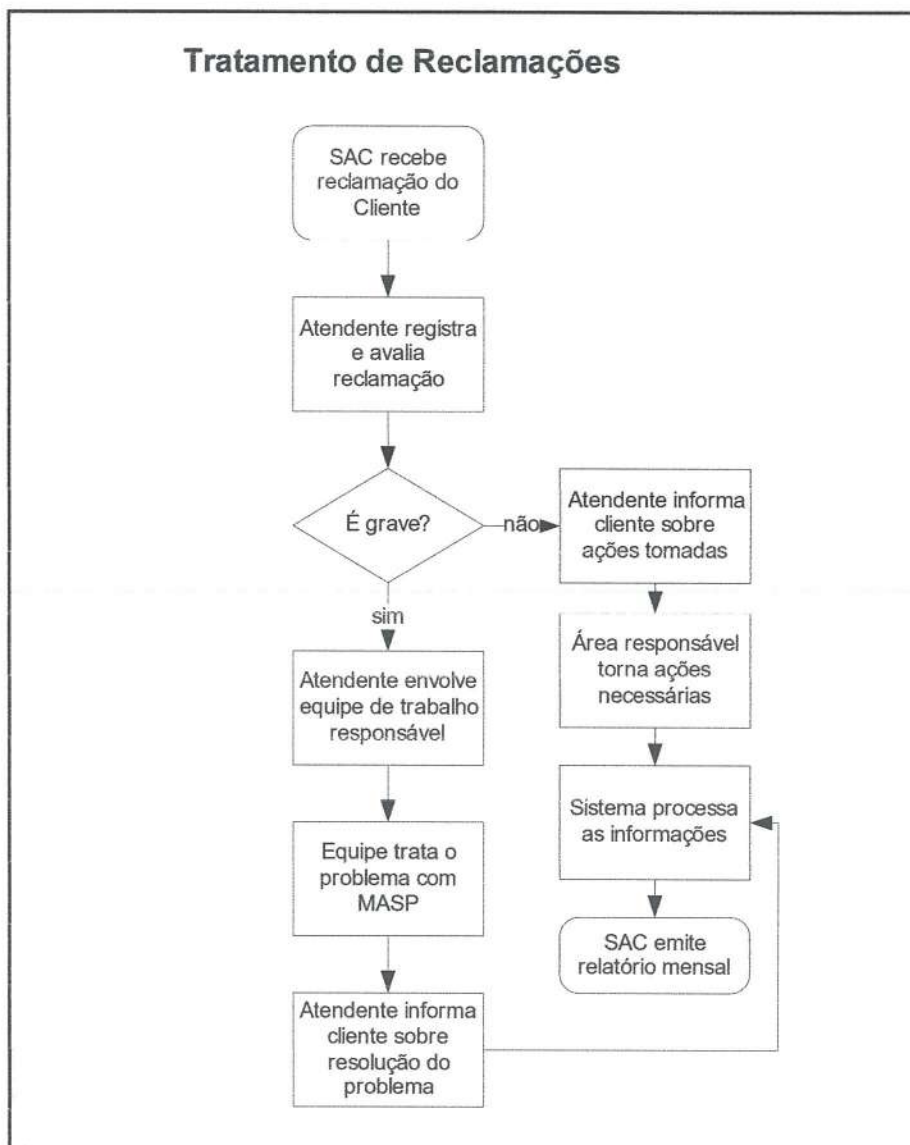 Tratamento de Reclamações
SAC recebe
reclamação do
Cliente
Atendente registra
e avalia
reclamação
É grave?
não
Atendente informa
cliente sobre
ações tomadas
sim
Área responsável
torna ações
necessárias
Atendente envolve
equipe de trabalho
responsável
Sistema processa
as informações
Equipe trata o
problema com
MASP
SAC emite
relatório mensal
Atendente informa
cliente sobre
resolução do
problema